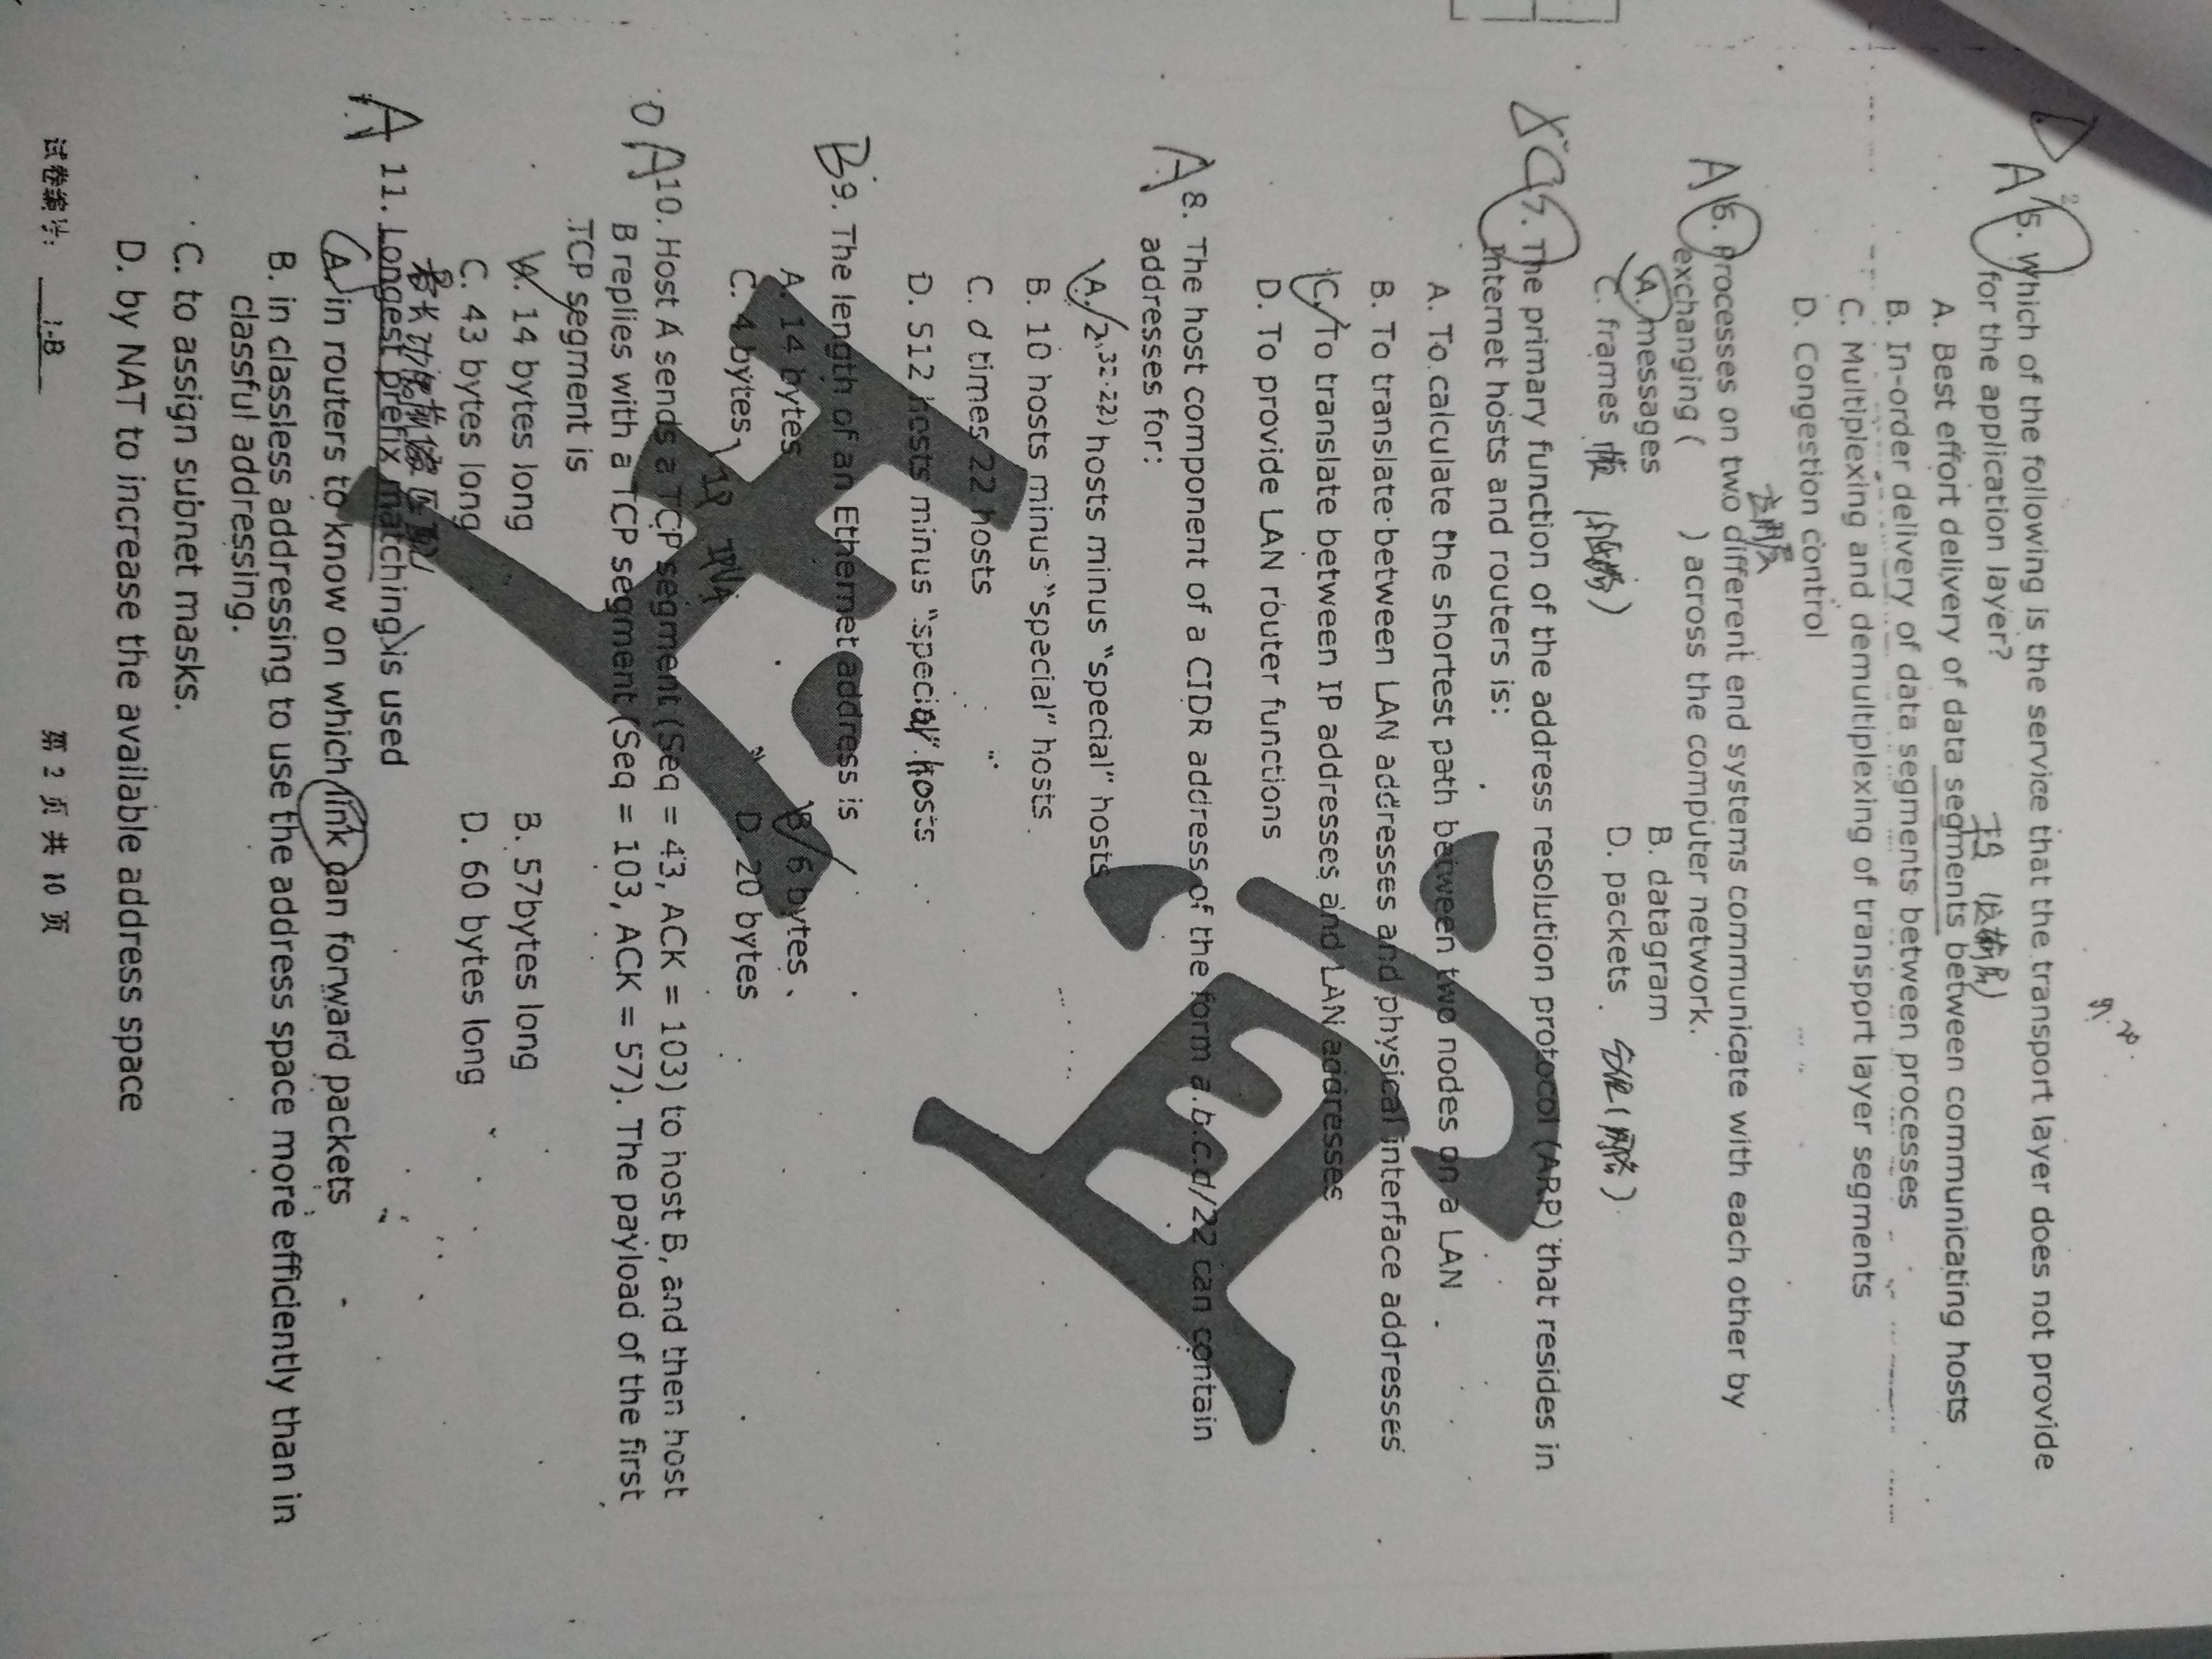 9.20.
A 5. Which of the following is the service that the transport layer does not provide
for the application layer?
段 (运输层)
A. Best effort delivery of data segments between communicating hosts
B. In-order delivery of data segments between processes
C. Multiplexing and demultiplexing of transport layer segments
D. Congestion control
应用层
A 6. Processes on two different end systems communicate with each other by
exchanging ( ) across the computer network.
A. messages B. datagram
C. frames 帧 D. packets 分组(网络)
C 7. The primary function of the address resolution protocol (ARP) that resides in
Internet hosts and routers is:
A. To calculate the shortest path between two nodes on a LAN
B. To translate between LAN addresses and physical interface addresses
C. To translate between IP addresses and LAN addresses
D. To provide LAN router functions
A 8. The host component of a CIDR address of the form a.b.c.d/22 can contain
addresses for:
A. 2(32-22) hosts minus "special" hosts
B. 10 hosts minus "special" hosts
C. d times 22 hosts
D. 512 hosts minus "special" hosts
B 9. The length of an Ethernet address is
A. 14 bytes B. 6 bytes
C. 4 bytes D. 20 bytes
IP IPV4
A 10. Host A sends a TCP segment (Seq = 43, ACK = 103) to host B, and then host
B replies with a TCP segment (Seq = 103, ACK = 57). The payload of the first
TCP segment is
A. 14 bytes long B. 57bytes long
C. 43 bytes long D. 60 bytes long
A 11. Longest prefix matching is used
A. in routers to know on which link can forward packets
B. in classless addressing to use the address space more efficiently than in
classful addressing.
C. to assign subnet masks.
D. by NAT to increase the available address space
试卷编号: 1-B 第 2 页 共 10 页